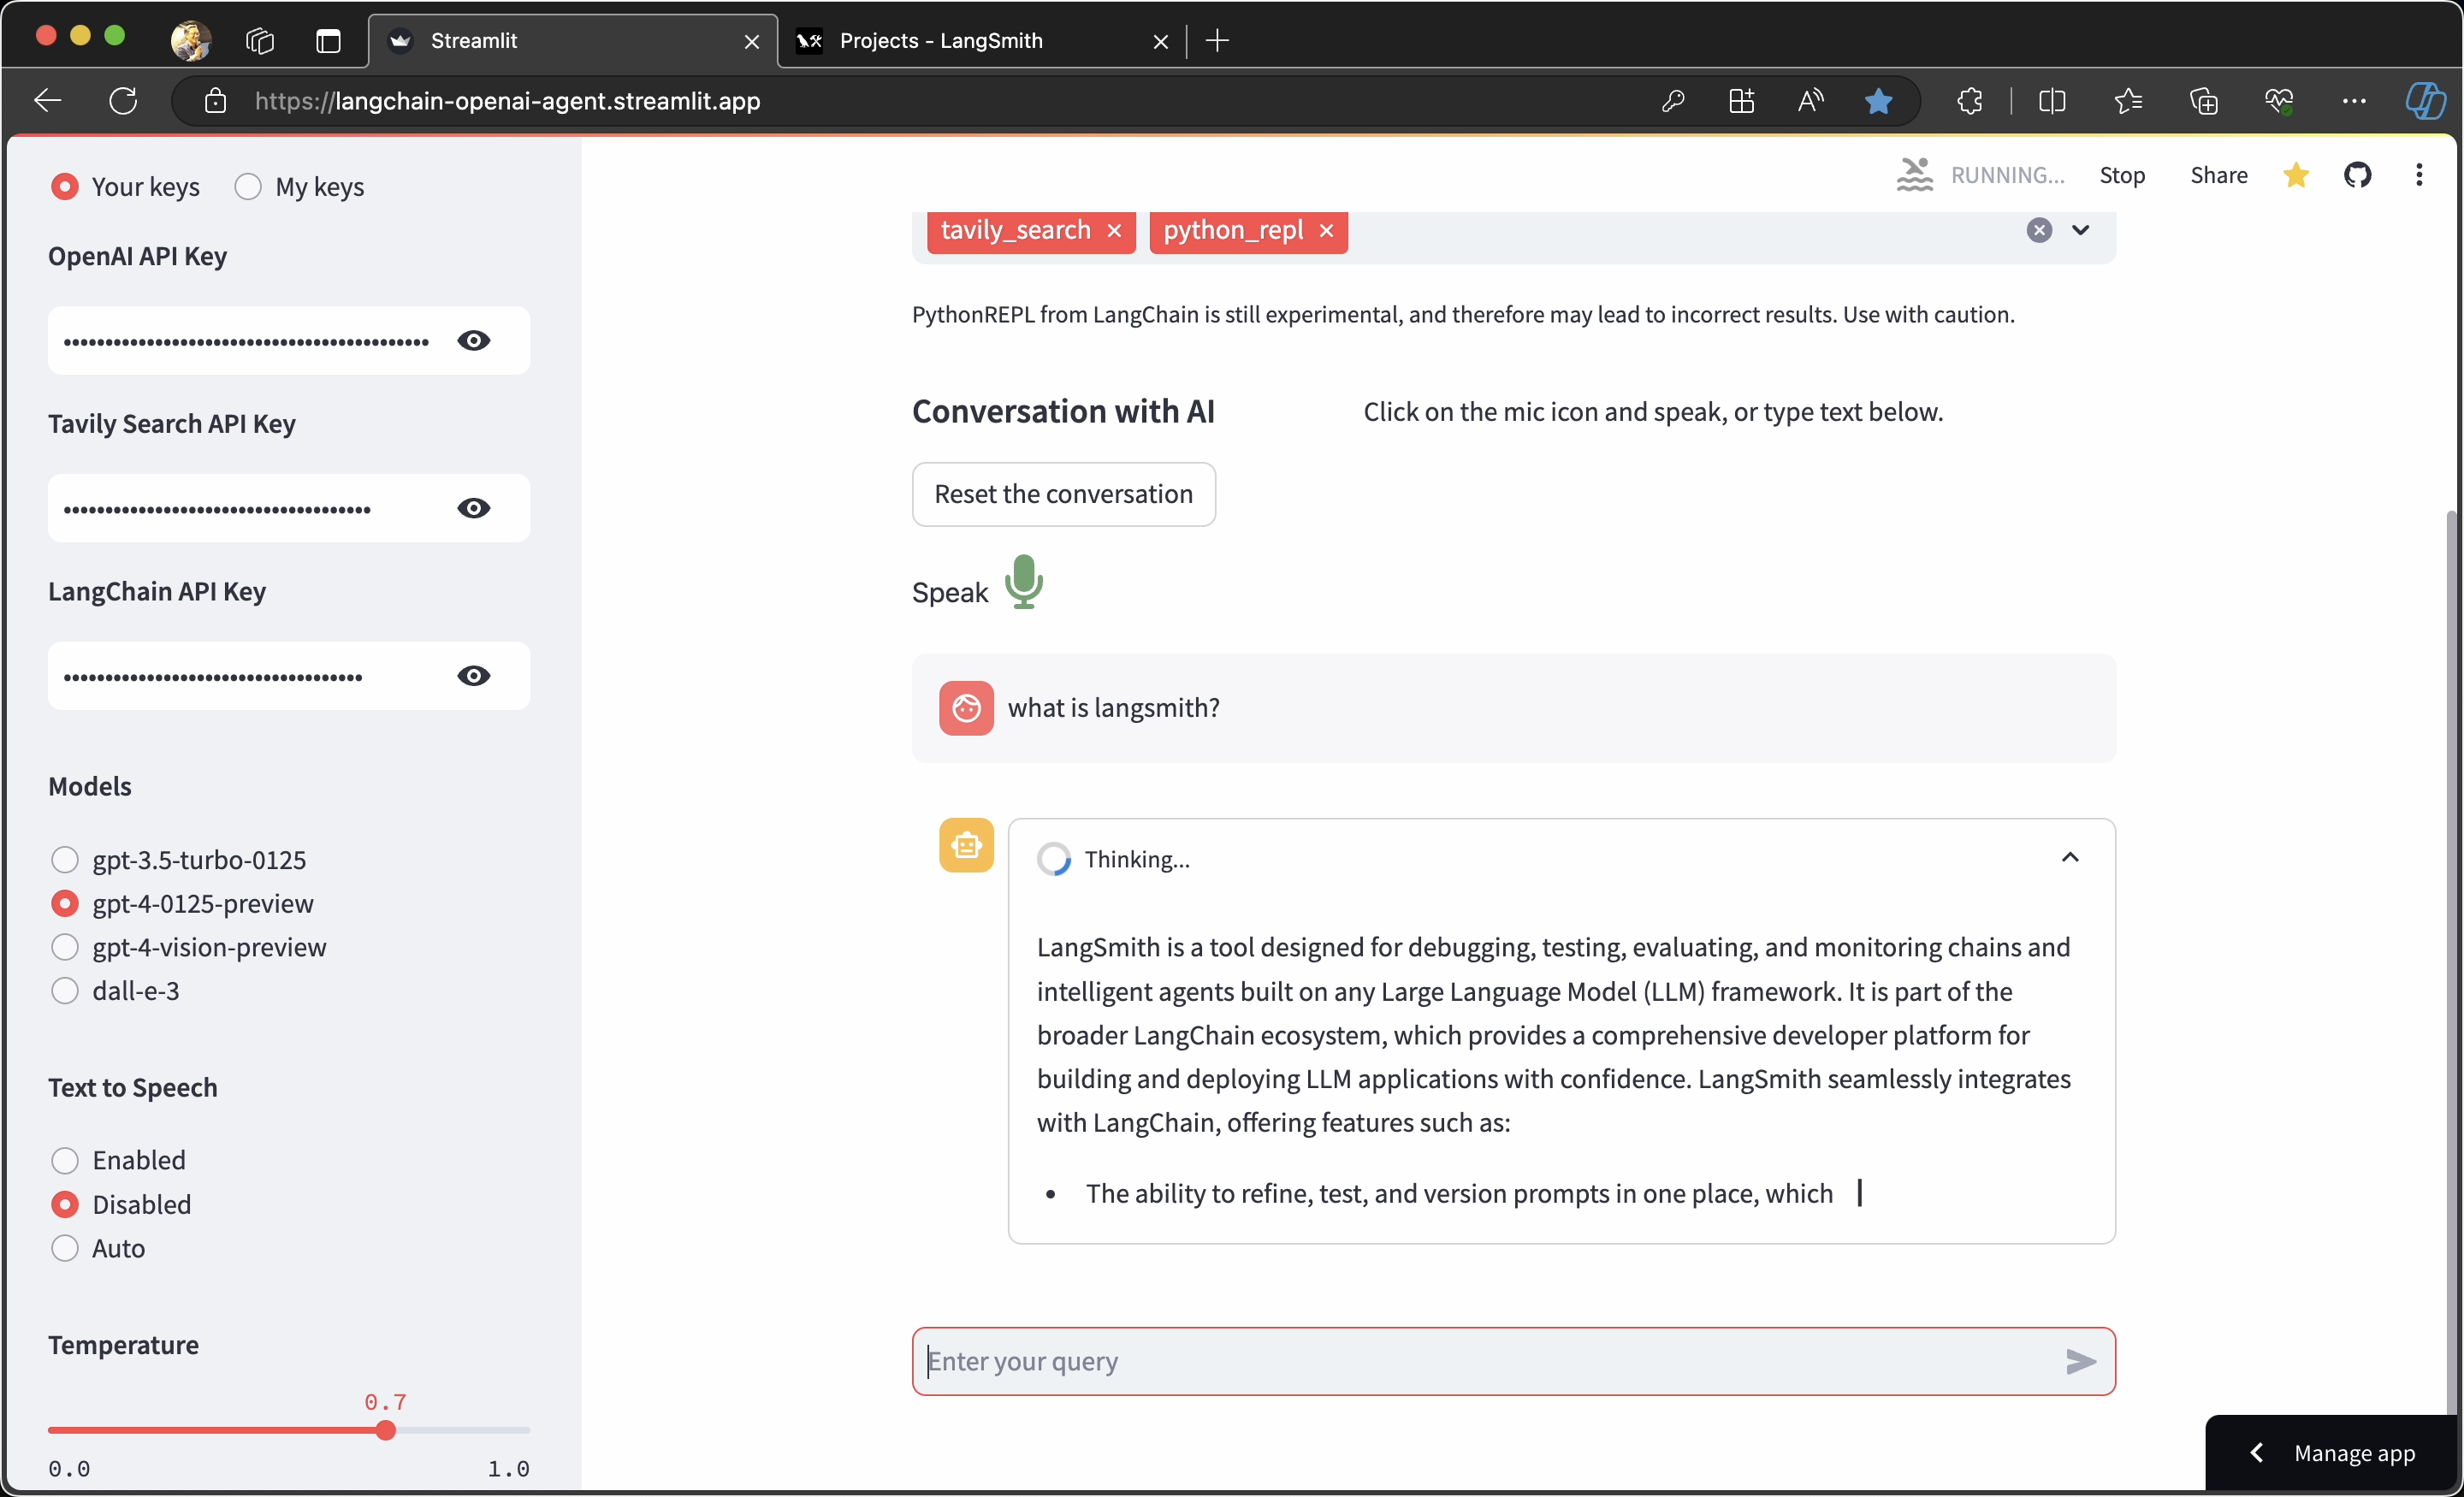 Streamlit
Projects - LangSmith
https://langchain-openai-agent.streamlit.app
Your keys
My keys
OpenAI API Key
Tavily Search API Key
LangChain API Key
Models
gpt-3.5-turbo-0125
gpt-4-0125-preview
gpt-4-vision-preview
dall-e-3
Text to Speech
Enabled
Disabled
Auto
Temperature
0.7
0.0
1.0
RUNNING...
Stop
Share
tavily_search
python_repl
PythonREPL from LangChain is still experimental, and therefore may lead to incorrect results. Use with caution.
Conversation with AI
Click on the mic icon and speak, or type text below.
Reset the conversation
Speak
what is langsmith?
Thinking...
LangSmith is a tool designed for debugging, testing, evaluating, and monitoring chains and
intelligent agents built on any Large Language Model (LLM) framework. It is part of the
broader LangChain ecosystem, which provides a comprehensive developer platform for
building and deploying LLM applications with confidence. LangSmith seamlessly integrates
with LangChain, offering features such as:
• The ability to refine, test, and version prompts in one place, which
Enter your query
Manage app